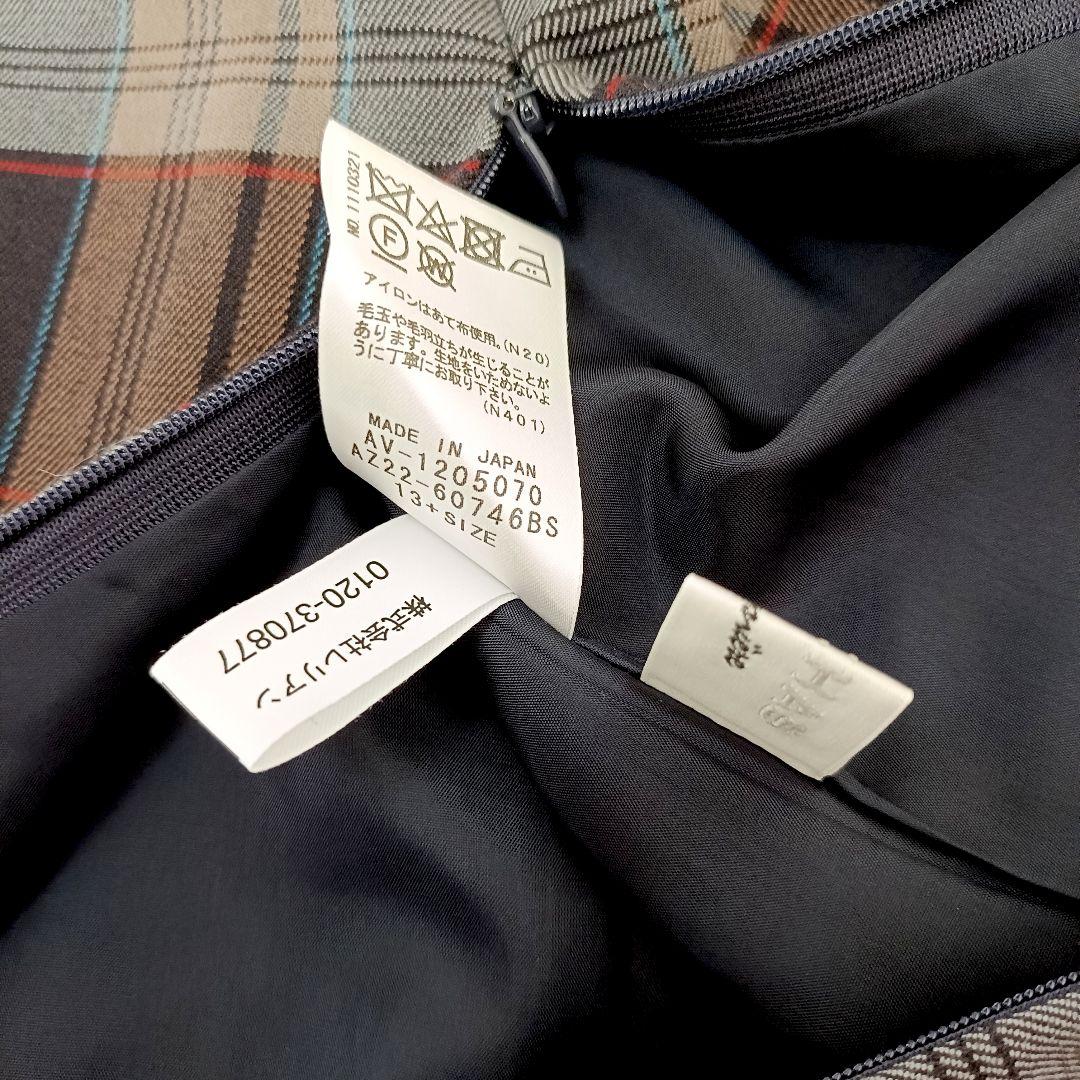 NO. 1110321
F
W
アイロンはあて布使用。(N20)
毛玉や毛羽立ちが生じることが
あります。生地をいためないよ
うに丁寧にお取り下さい。
(N401)
MADE IN JAPAN
AV-1205070
AZ22-60746BS
13+SIZE
株式会社レリアン
0120-370877